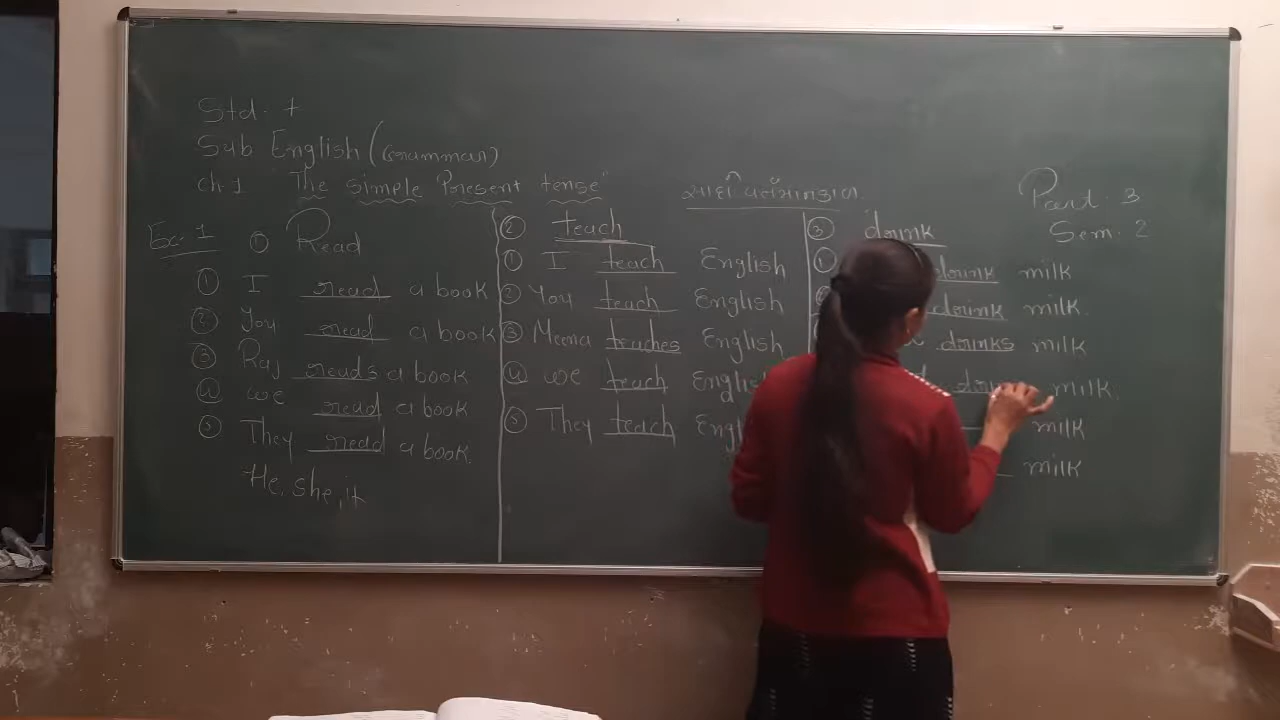 Std. 7
Sub English (Grammar)
ch 1 The simple "Present tense"
સાદો વર્તમાનકાળ
Part. 3
Sem. 2
Ex. 1 ① Read
① I read a book
② You read a book
③ Raj reads a book
④ we read a book
⑤ They read a book.
He, she, it
② teach
① I teach English
② You teach English
③ Meena teaches English
④ we teach English
⑤ They teach Engl
③ drink
① drink milk
drink milk.
drinks milk
milk.
milk
milk